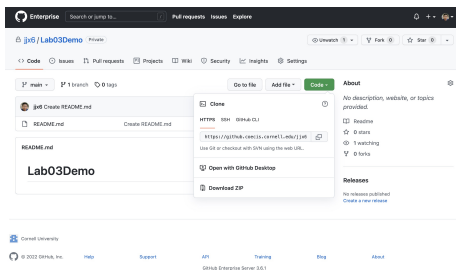 Enterprise Search or jump to... / Pull requests Issues Explore
jjx6 / Lab03Demo Private Unwatch 1 Fork 0 Star 0
Code Issues Pull requests Projects Wiki Security Insights Settings
main 1 branch 0 tags Go to file Add file Code
About
No description, website, or topics provided.
Readme
0 stars
1 watching
0 forks
Releases
No releases published
Create a new release
jjx6 Create README.md
README.md Create README.md
Clone
HTTPS SSH GitHub CLI
https://github.coecis.cornell.edu/jjx6
Use Git or checkout with SVN using the web URL.
Open with GitHub Desktop
Download ZIP
README.md
Lab03Demo
Cornell University
© 2022 GitHub, Inc. Help Support API Training Blog About
GitHub Enterprise Server 3.6.1